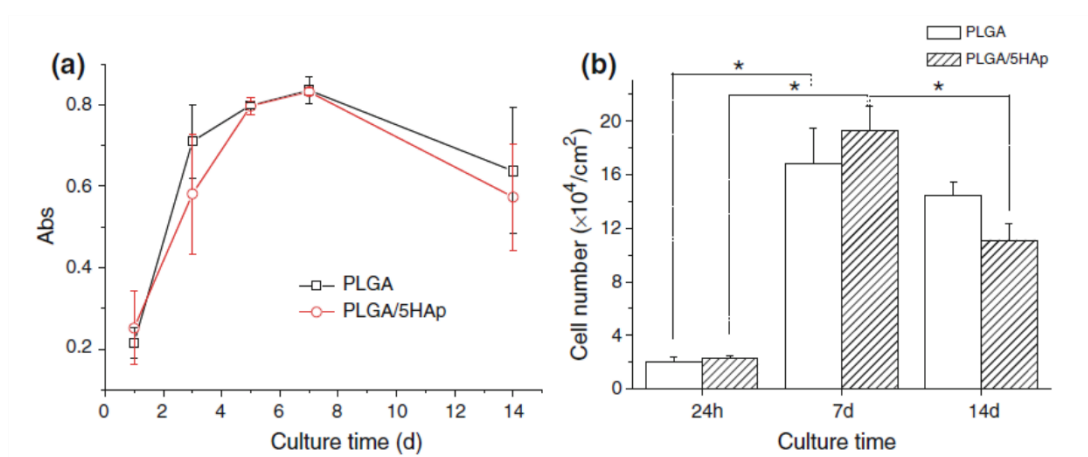 (a)
Abs
0.8
0.6
0.4
0.2
PLGA
PLGA/5HAp
0 2 4 6 8 10 12 14
Culture time (d)
(b)
PLGA
PLGA/5HAp
* * *
Cell number (×10⁴/cm²)
20
16
12
8
4
0
24h 7d 14d
Culture time